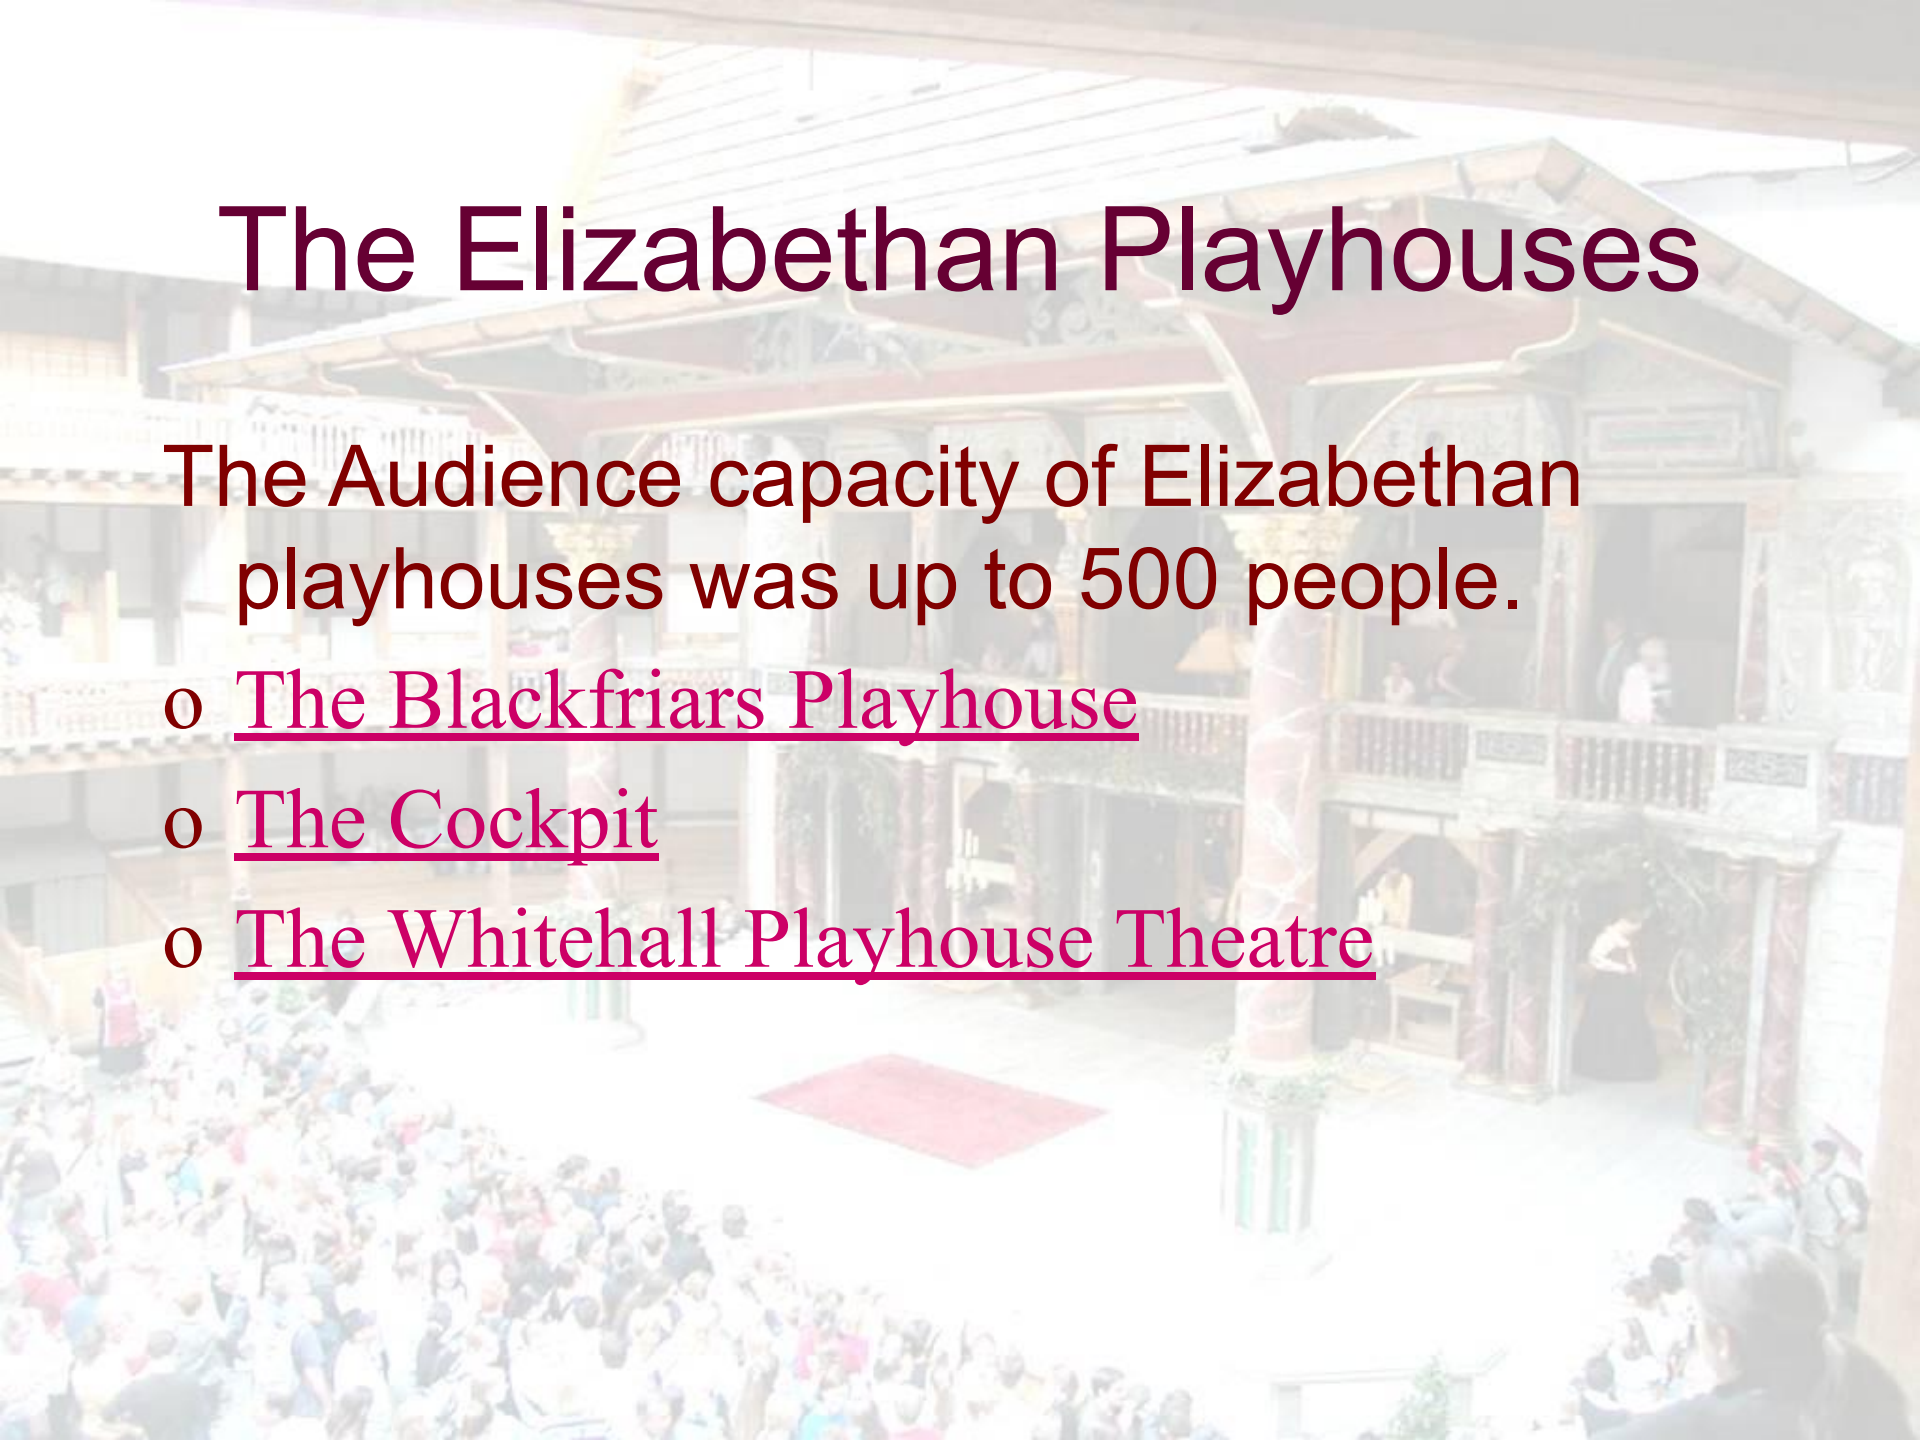 The Elizabethan Playhouses
The Audience capacity of Elizabethan
playhouses was up to 500 people.
o The Blackfriars Playhouse
o The Cockpit
o The Whitehall Playhouse Theatre